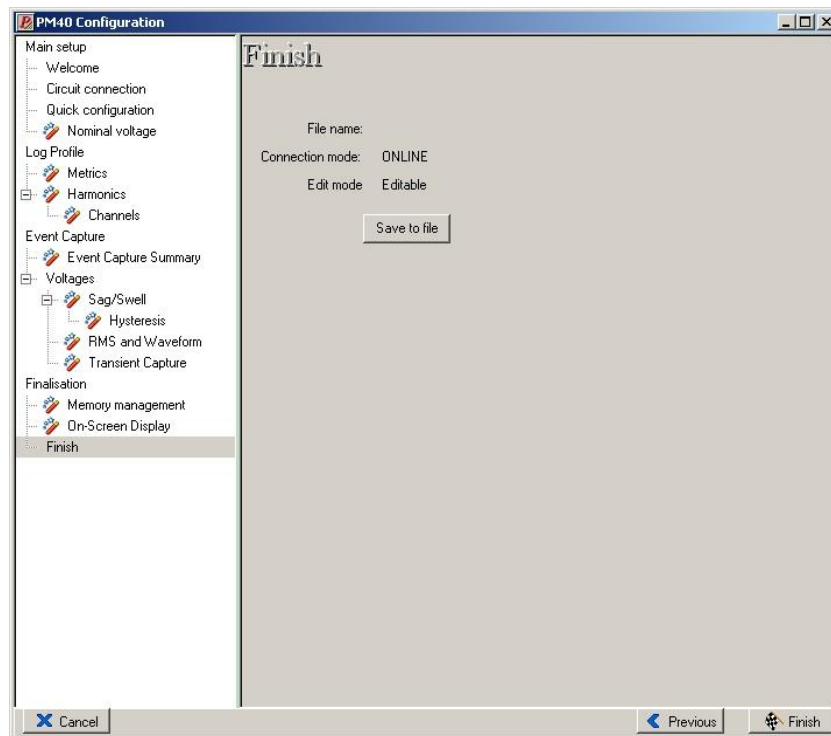 PM40 Configuration
Main setup
Welcome
Circuit connection
Quick configuration
Nominal voltage
Log Profile
Metrics
Harmonics
Channels
Event Capture
Event Capture Summary
Voltages
Sag/Swell
Hysteresis
RMS and Waveform
Transient Capture
Finalisation
Memory management
On-Screen Display
Finish
Finish
File name:
Connection mode: ONLINE
Edit mode Editable
Save to file
Cancel
Previous
Finish